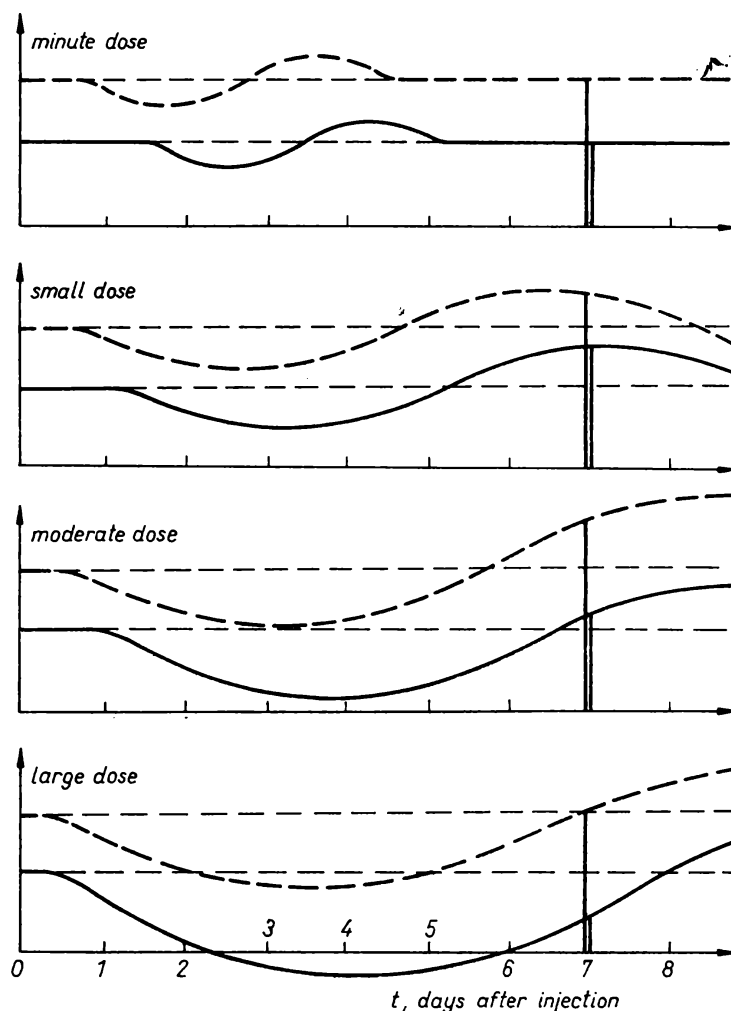 minute dose
small dose
moderate dose
large dose
3 4 5
0 1 2 6 7 8
t, days after injection